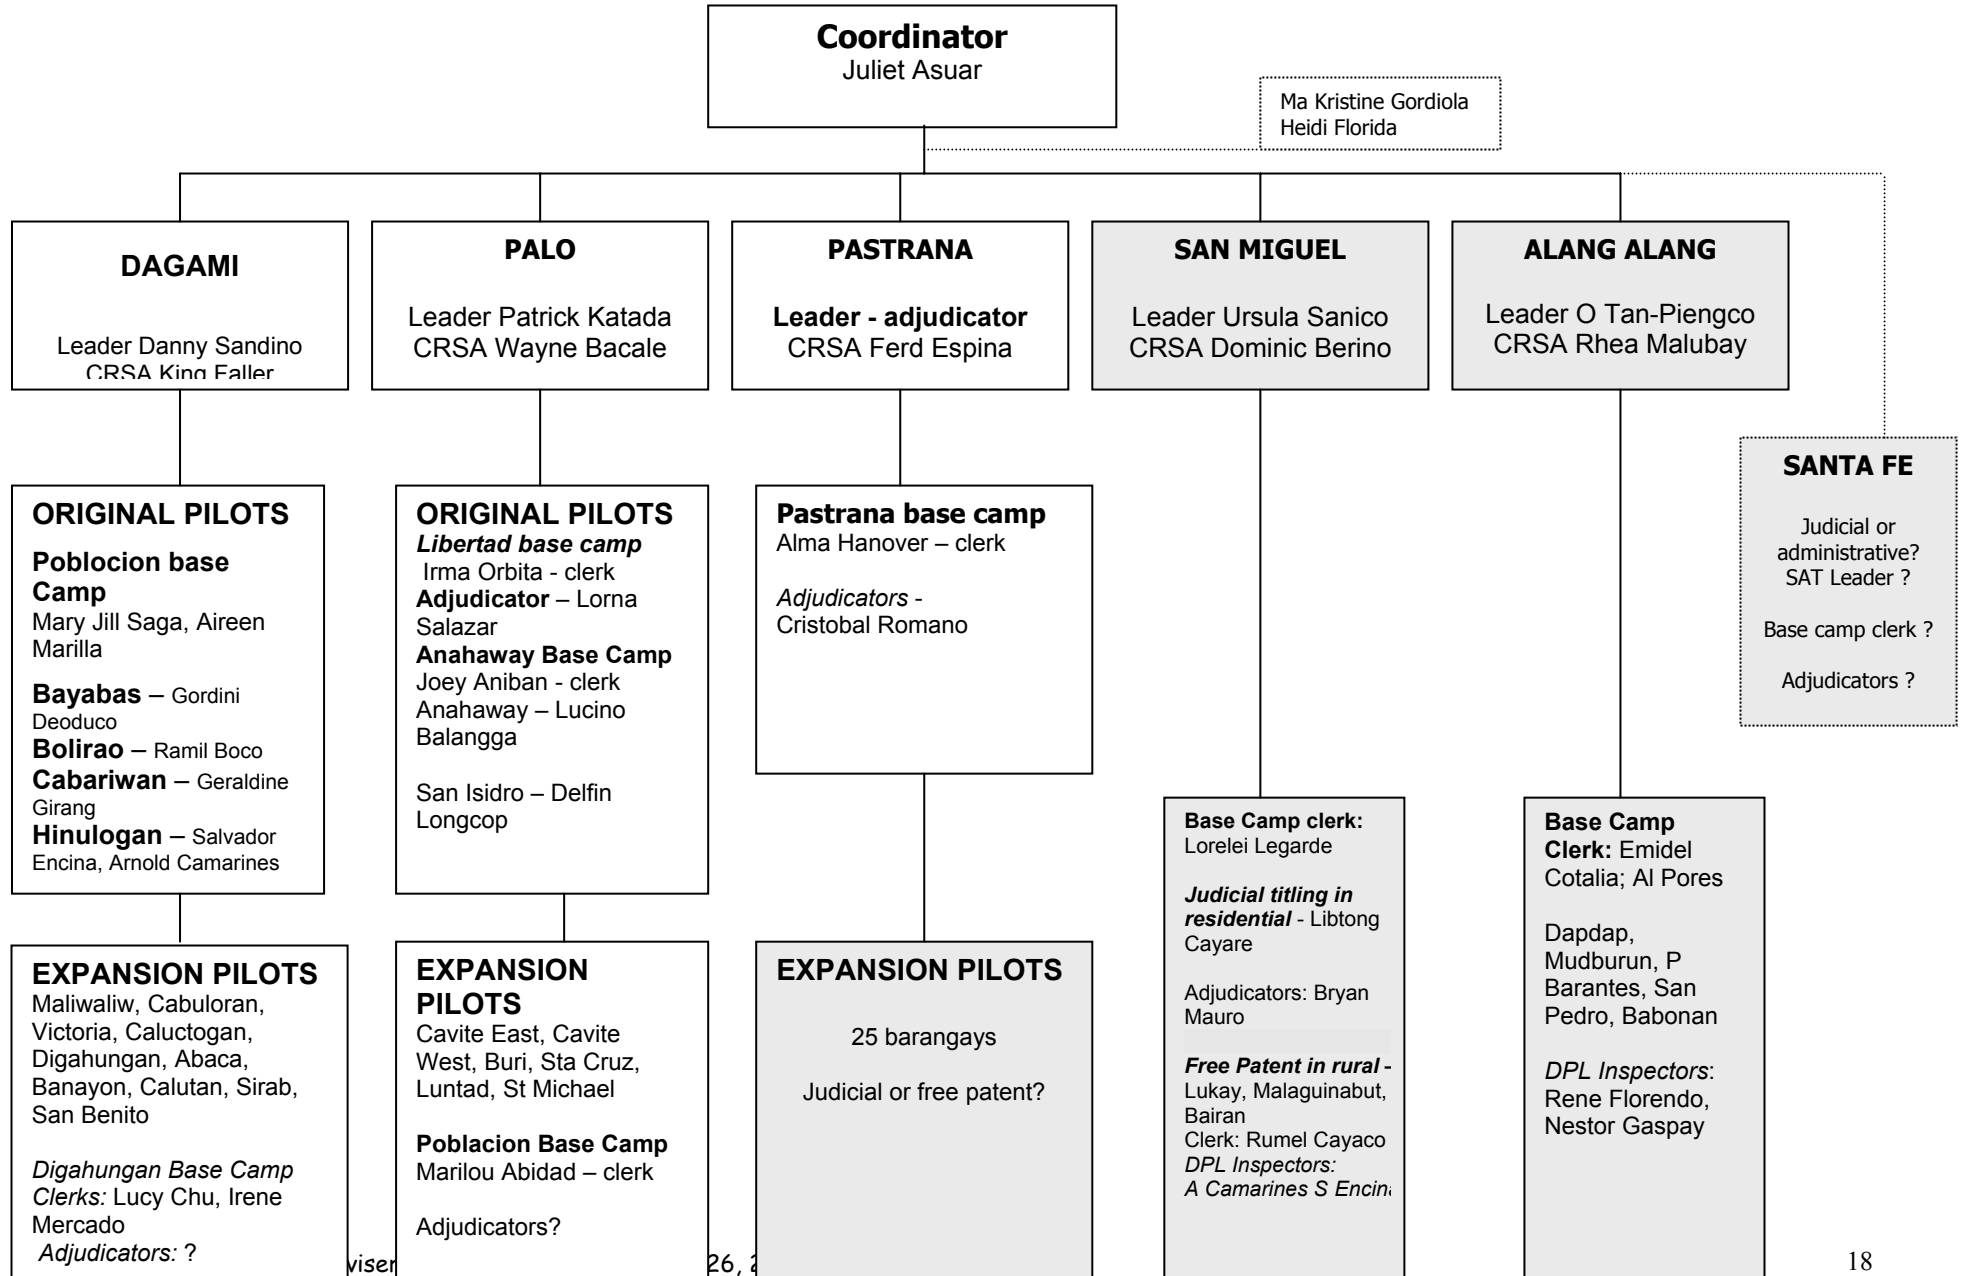 Coordinator
Juliet Asuar
Ma Kristine Gordiola
Heidi Florida
DAGAMI
Leader Danny Sandino
CRSA King Faller
PALO
Leader Patrick Katada
CRSA Wayne Bacale
PASTRANA
Leader - adjudicator
CRSA Ferd Espina
SAN MIGUEL
Leader Ursula Sanico
CRSA Dominic Berino
ALANG ALANG
Leader O Tan-Piengco
CRSA Rhea Malubay
SANTA FE
Judicial or
administrative?
SAT Leader ?
Base camp clerk ?
Adjudicators ?
ORIGINAL PILOTS
Poblocion base
Camp
Mary Jill Saga, Aireen
Marilla
Bayabas – Gordini
Deoduco
Bolirao – Ramil Boco
Cabariwan – Geraldine
Girang
Hinulogan – Salvador
Encina, Arnold Camarines
ORIGINAL PILOTS
Libertad base camp
Irma Orbita - clerk
Adjudicator – Lorna
Salazar
Anahaway Base Camp
Joey Aniban - clerk
Anahaway – Lucino
Balangga
San Isidro – Delfin
Longcop
Pastrana base camp
Alma Hanover – clerk
Adjudicators -
Cristobal Romano
Base Camp clerk:
Lorelei Legarde
Judicial titling in
residential - Libtong
Cayare
Adjudicators: Bryan
Mauro
Free Patent in rural –
Lukay, Malaguinabut,
Bairan
Clerk: Rumel Cayaco
DPL Inspectors:
A Camarines S Encina
Base Camp
Clerk: Emidel
Cotalia; Al Pores
Dapdap,
Mudburun, P
Barantes, San
Pedro, Babonan
DPL Inspectors:
Rene Florendo,
Nestor Gaspay
EXPANSION PILOTS
Maliwaliw, Cabuloran,
Victoria, Caluctogan,
Digahungan, Abaca,
Banayon, Calutan, Sirab,
San Benito
Digahungan Base Camp
Clerks: Lucy Chu, Irene
Mercado
Adjudicators: ?
EXPANSION
PILOTS
Cavite East, Cavite
West, Buri, Sta Cruz,
Luntad, St Michael
Poblacion Base Camp
Marilou Abidad – clerk
Adjudicators?
EXPANSION PILOTS
25 barangays
Judicial or free patent?
viser 26, 18